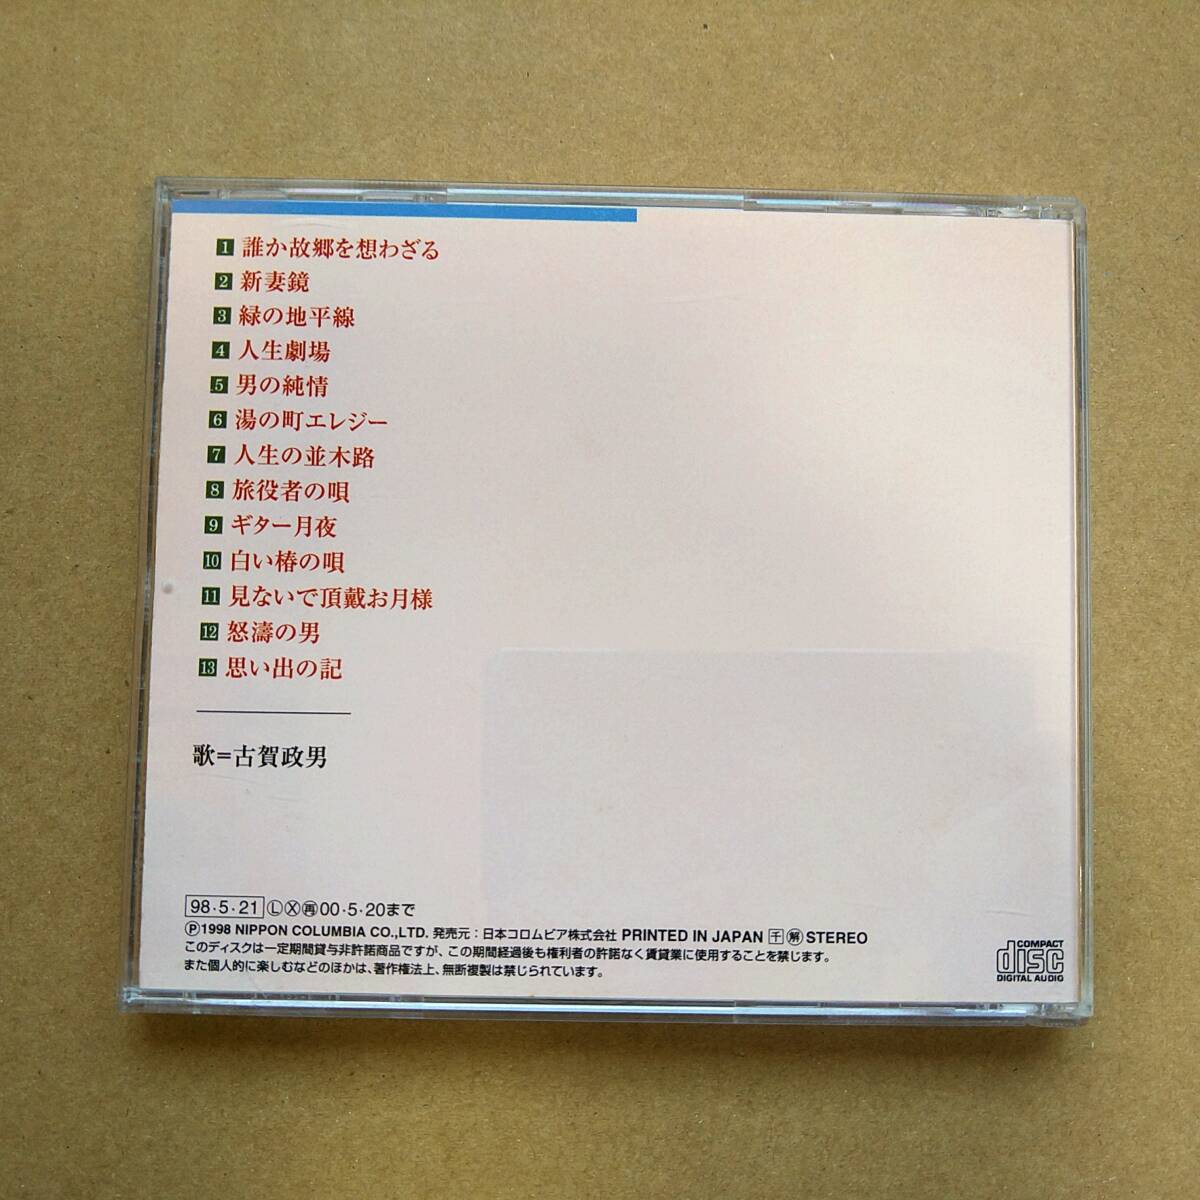 1 誰か故郷を想わざる
2 新妻鏡
3 緑の地平線
4 人生劇場
5 男の純情
6 湯の町エレジー
7 人生の並木路
8 旅役者の唄
9 ギター月夜
10 白い椿の唄
11 見ないで頂戴お月様
12 怒濤の男
13 思い出の記
歌=古賀政男
98・5・21 Ⓛ Ⓧ ㊢ 00・5・20まで
Ⓟ1998 NIPPON COLUMBIA CO.,LTD. 発売元：日本コロムビア株式会社 PRINTED IN JAPAN 干 解 STEREO
このディスクは一定期間貸与非許諾商品ですが、この期間経過後も権利者の許諾なく賃貸業に使用することを禁じます。
また個人的に楽しむなどのほかは、著作権法上、無断複製は禁じられています。
COMPACT
disc
DIGITAL AUDIO